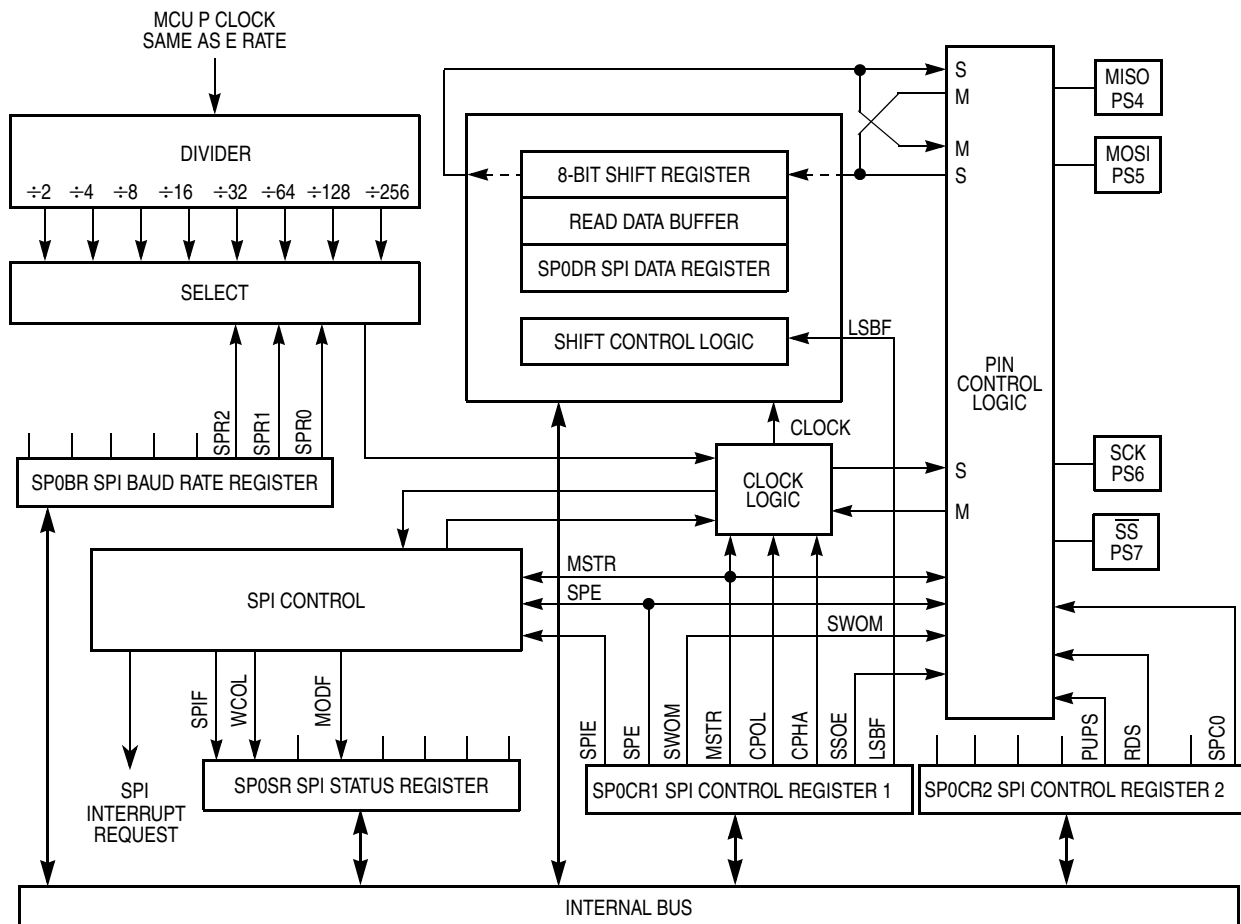 MCU P CLOCK
SAME AS E RATE
DIVIDER
÷2 ÷4 ÷8 ÷16 ÷32 ÷64 ÷128 ÷256
SELECT
SPR2
SPR1
SPR0
SP0BR SPI BAUD RATE REGISTER
8-BIT SHIFT REGISTER
READ DATA BUFFER
SP0DR SPI DATA REGISTER
SHIFT CONTROL LOGIC
LSBF
CLOCK
CLOCK
LOGIC
S
M
M
S
S
M
PIN
CONTROL
LOGIC
MISO
PS4
MOSI
PS5
SCK
PS6
S̅S̅
PS7
SPI CONTROL
MSTR
SPE
SWOM
SPIF
WCOL
MODF
SPI
INTERRUPT
REQUEST
SP0SR SPI STATUS REGISTER
SPIE
SPE
SWOM
MSTR
CPOL
CPHA
SSOE
LSBF
SP0CR1 SPI CONTROL REGISTER 1
PUPS
RDS
SPC0
SP0CR2 SPI CONTROL REGISTER 2
INTERNAL BUS